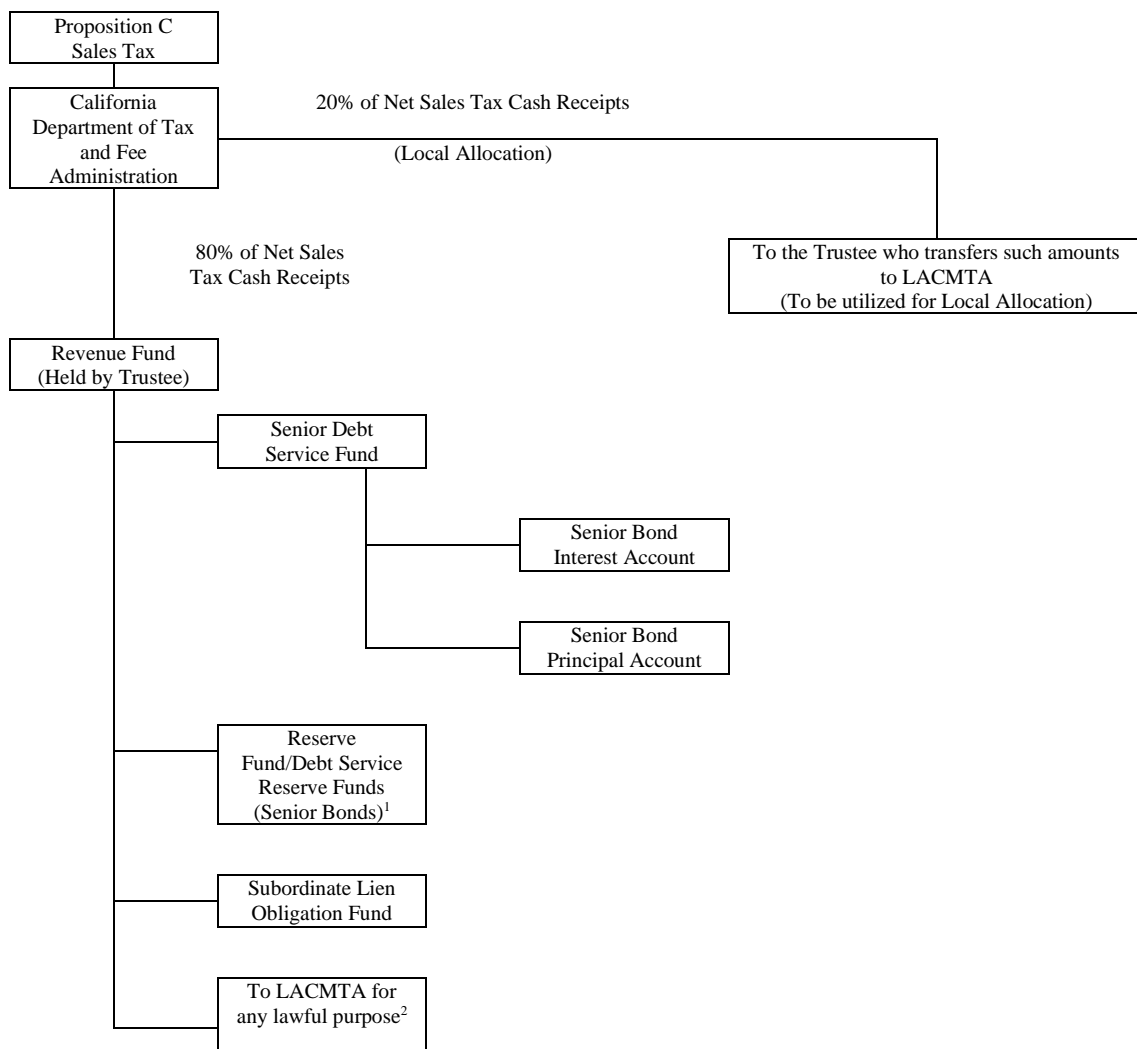 Proposition C
Sales Tax
California
Department of Tax
and Fee
Administration
20% of Net Sales Tax Cash Receipts
(Local Allocation)
80% of Net Sales
Tax Cash Receipts
To the Trustee who transfers such amounts
to LACMTA
(To be utilized for Local Allocation)
Revenue Fund
(Held by Trustee)
Senior Debt
Service Fund
Senior Bond
Interest Account
Senior Bond
Principal Account
Reserve
Fund/Debt Service
Reserve Funds
(Senior Bonds)¹
Subordinate Lien
Obligation Fund
To LACMTA for
any lawful purpose²